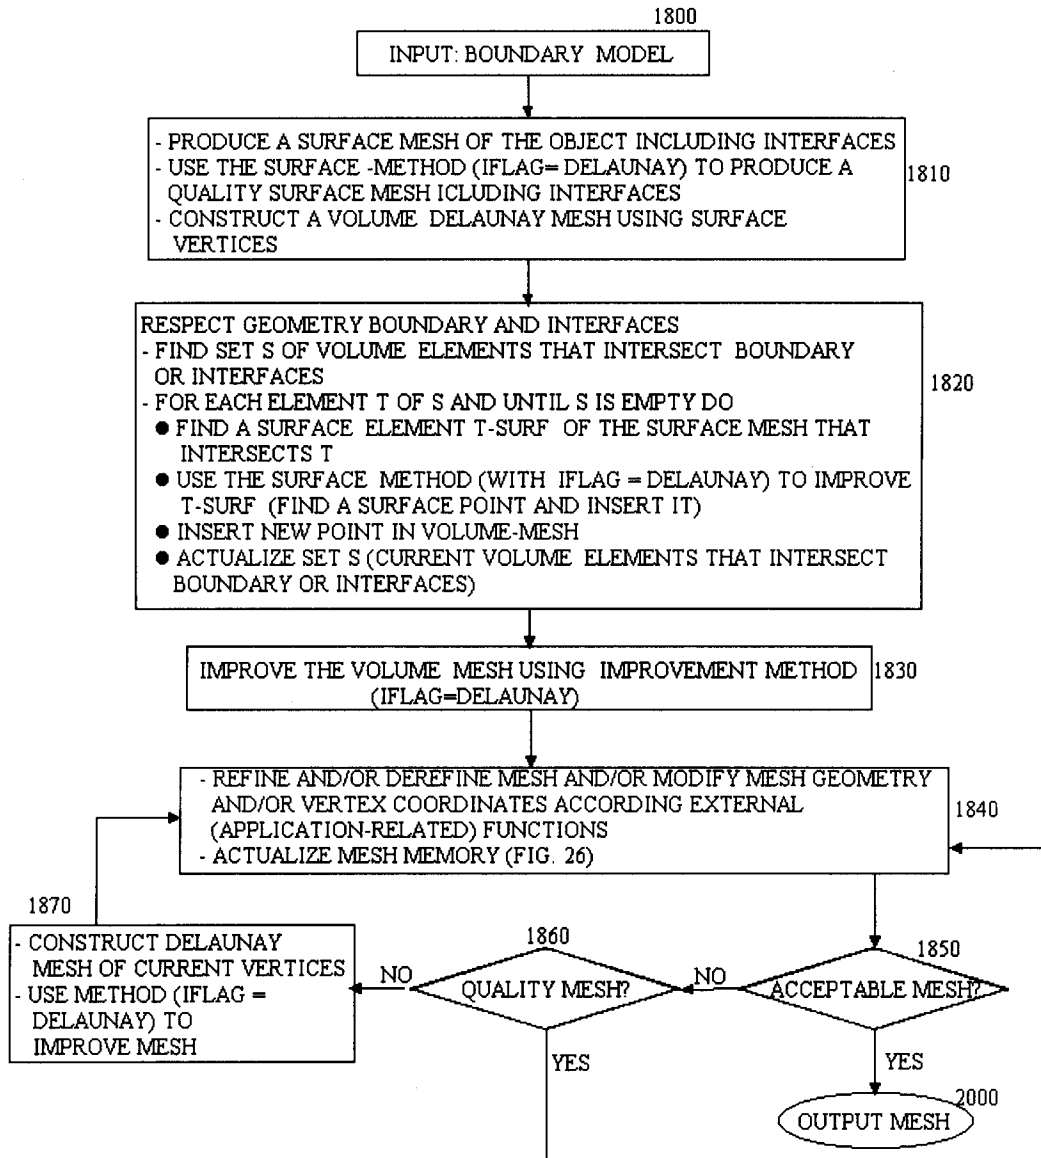 1800
INPUT: BOUNDARY MODEL
- PRODUCE A SURFACE MESH OF THE OBJECT INCLUDING INTERFACES
- USE THE SURFACE -METHOD (IFLAG= DELAUNAY) TO PRODUCE A
QUALITY SURFACE MESH ICLUDING INTERFACES
- CONSTRUCT A VOLUME DELAUNAY MESH USING SURFACE
VERTICES
1810
RESPECT GEOMETRY BOUNDARY AND INTERFACES
- FIND SET S OF VOLUME ELEMENTS THAT INTERSECT BOUNDARY
OR INTERFACES
- FOR EACH ELEMENT T OF S AND UNTIL S IS EMPTY DO
● FIND A SURFACE ELEMENT T-SURF OF THE SURFACE MESH THAT
INTERSECTS T
● USE THE SURFACE METHOD (WITH IFLAG = DELAUNAY) TO IMPROVE
T-SURF (FIND A SURFACE POINT AND INSERT IT)
● INSERT NEW POINT IN VOLUME-MESH
● ACTUALIZE SET S (CURRENT VOLUME ELEMENTS THAT INTERSECT
BOUNDARY OR INTERFACES)
1820
IMPROVE THE VOLUME MESH USING IMPROVEMENT METHOD
(IFLAG=DELAUNAY)
1830
- REFINE AND/OR DEREFINE MESH AND/OR MODIFY MESH GEOMETRY
AND/OR VERTEX COORDINATES ACCORDING EXTERNAL
(APPLICATION-RELATED) FUNCTIONS
- ACTUALIZE MESH MEMORY (FIG. 26)
1840
1870
- CONSTRUCT DELAUNAY
MESH OF CURRENT VERTICES
- USE METHOD (IFLAG =
DELAUNAY) TO
IMPROVE MESH
NO
1860
QUALITY MESH?
NO
1850
ACCEPTABLE MESH?
YES
YES
2000
OUTPUT MESH